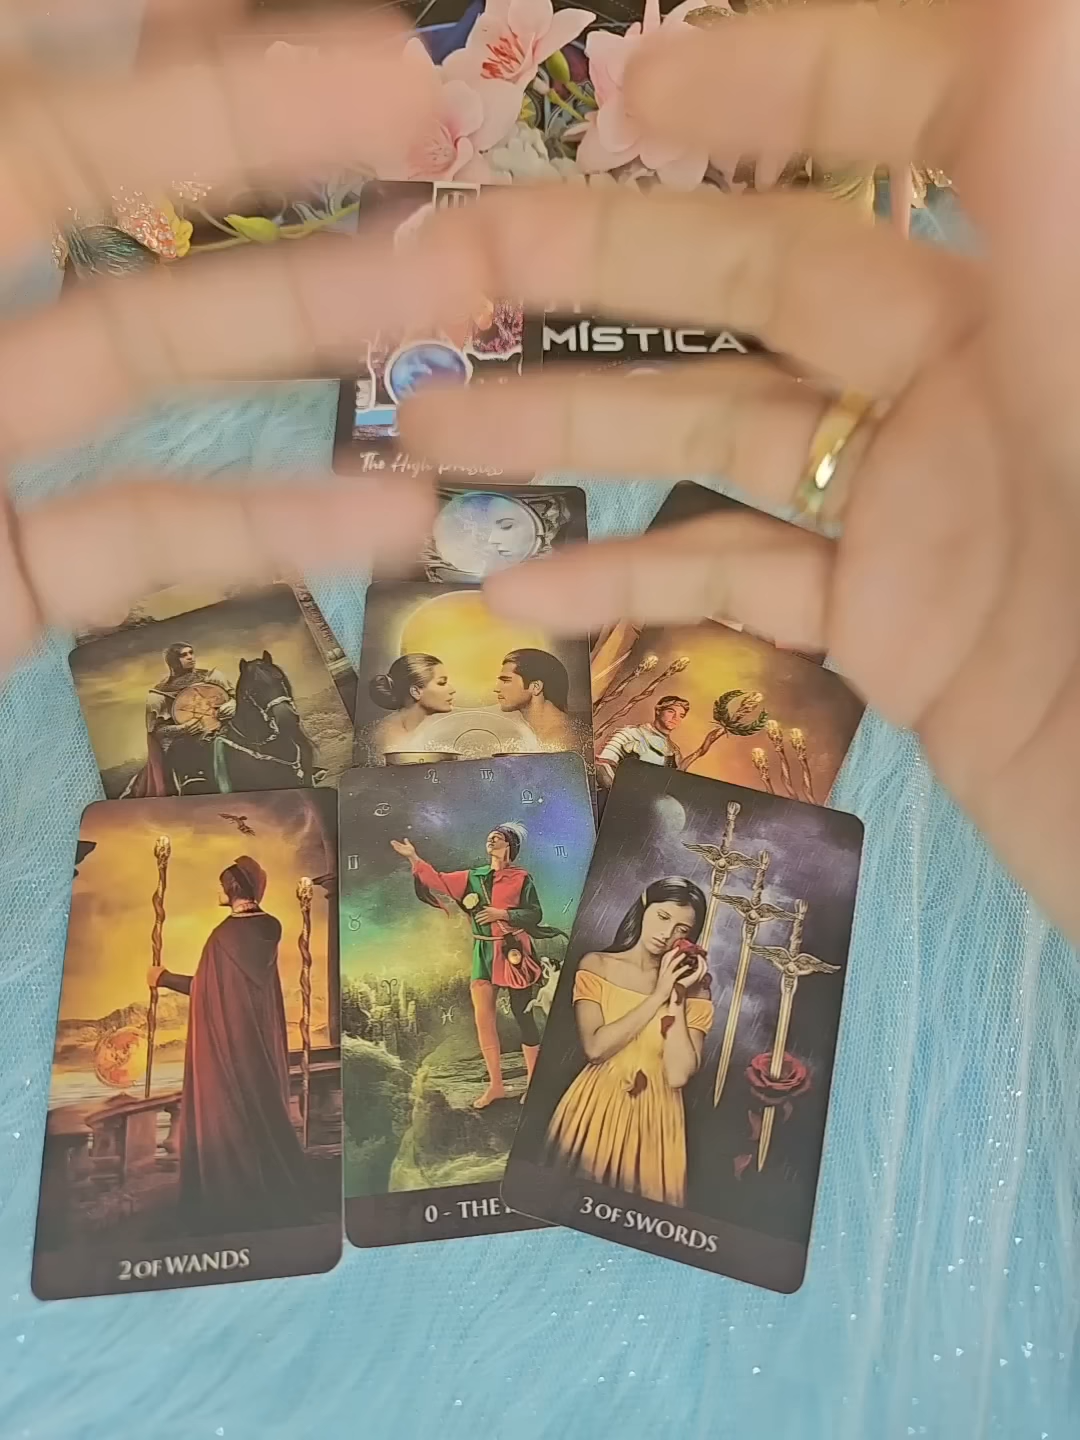 MÍSTICA
The High Priestess
2 OF WANDS
0 - THE
3 OF SWORDS